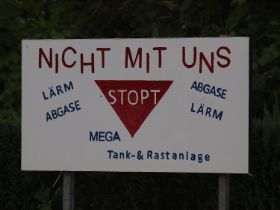 NICHT MIT UNS
LÄRM
ABGASE
STOPT
ABGASE
LÄRM
MEGA
Tank-& Rastanlage